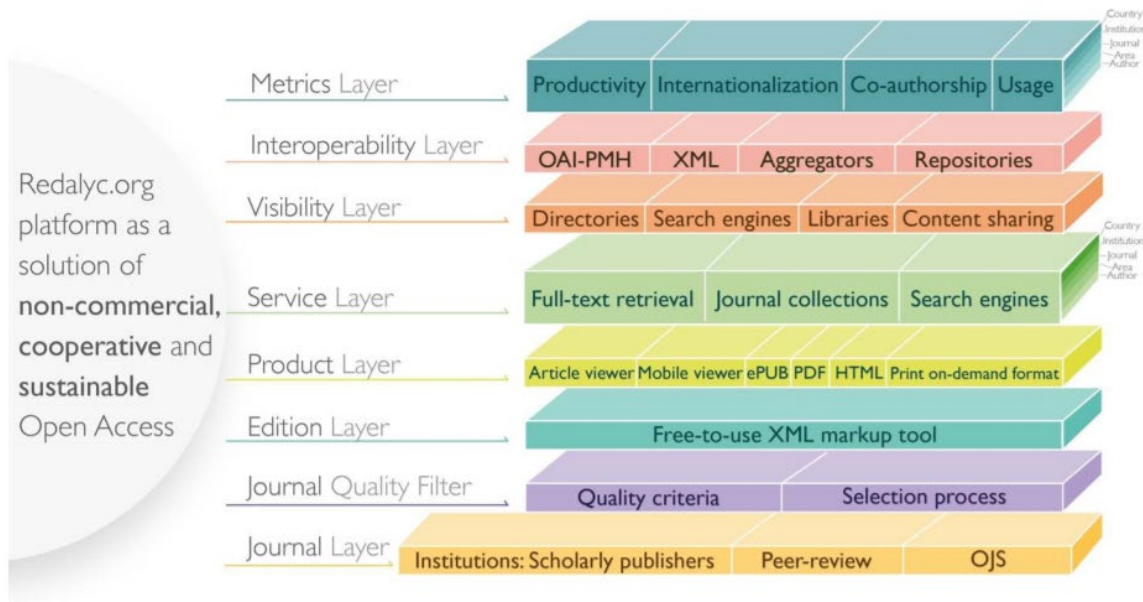 Redalyc.org
platform as a
solution of
non-commercial,
cooperative and
sustainable
Open Access
Metrics Layer
Productivity Internationalization Co-authorship Usage
Country
Institution
Journal
Area
Author
Interoperability Layer
OAI-PMH XML Aggregators Repositories
Visibility Layer
Directories Search engines Libraries Content sharing
Service Layer
Full-text retrieval Journal collections Search engines
Country
Institution
Journal
Area
Author
Product Layer
Article viewer Mobile viewer ePUB PDF HTML Print on-demand format
Edition Layer
Free-to-use XML markup tool
Journal Quality Filter
Quality criteria Selection process
Journal Layer
Institutions: Scholarly publishers Peer-review OJS